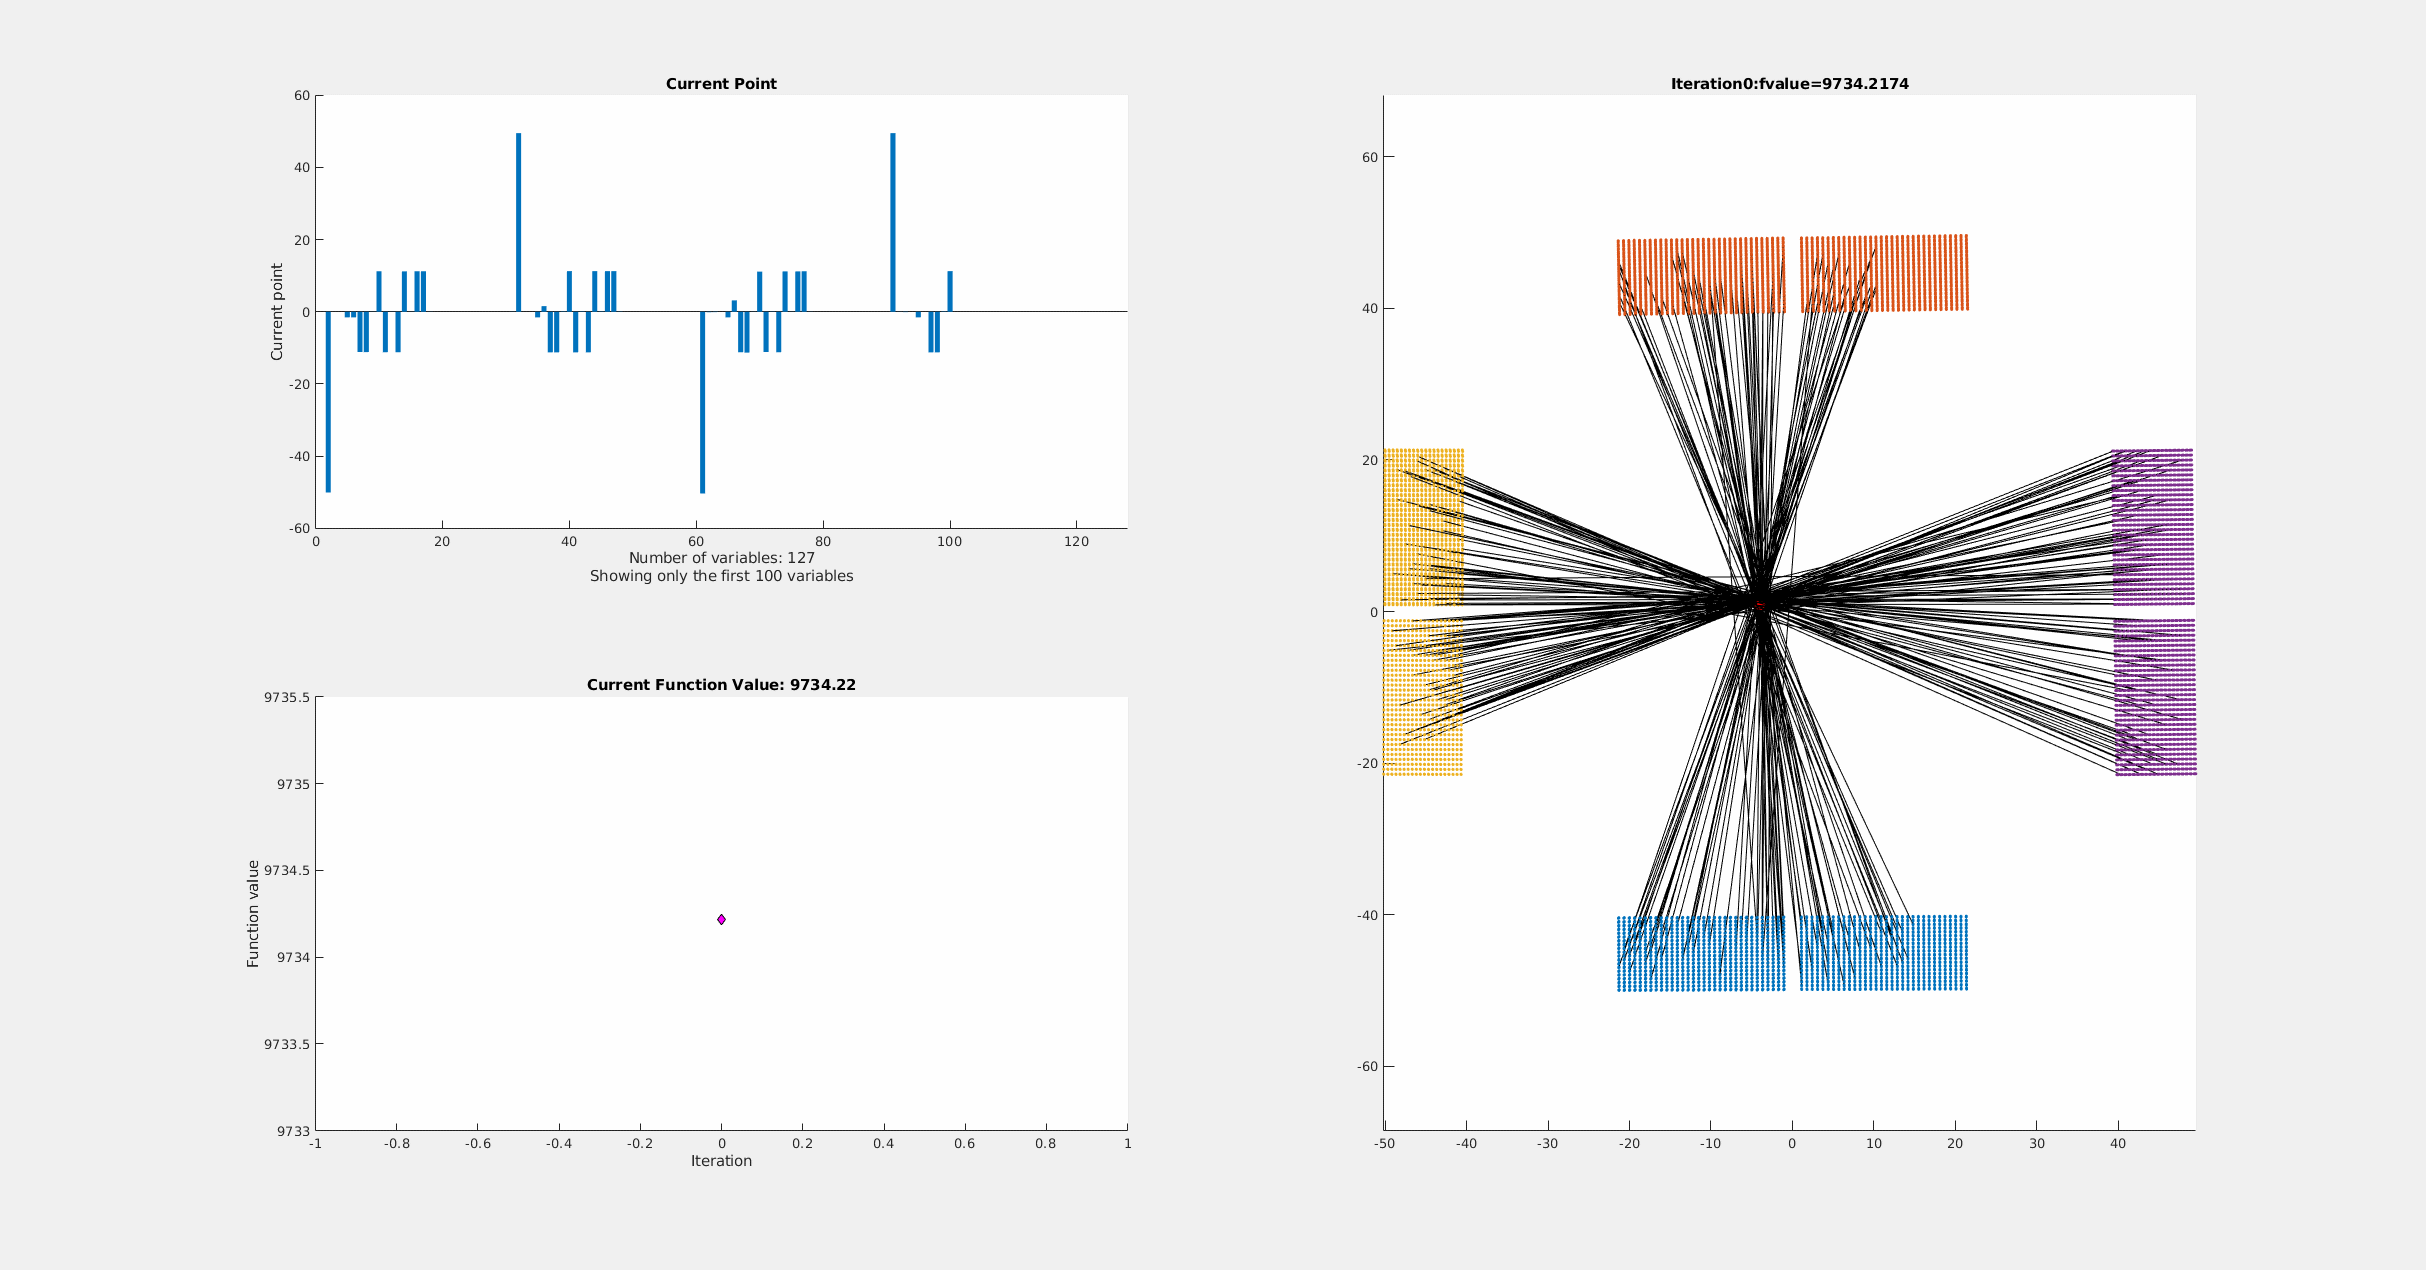 Current Point
60
40
20
0
-20
-40
-60
Current point
0 20 40 60 80 100 120
Number of variables: 127
Showing only the first 100 variables
Current Function Value: 9734.22
9735.5
9735
9734.5
9734
9733.5
9733
Function value
-1 -0.8 -0.6 -0.4 -0.2 0 0.2 0.4 0.6 0.8 1
Iteration
Iteration0:fvalue=9734.2174
60
40
20
0
-20
-40
-60
-50 -40 -30 -20 -10 0 10 20 30 40